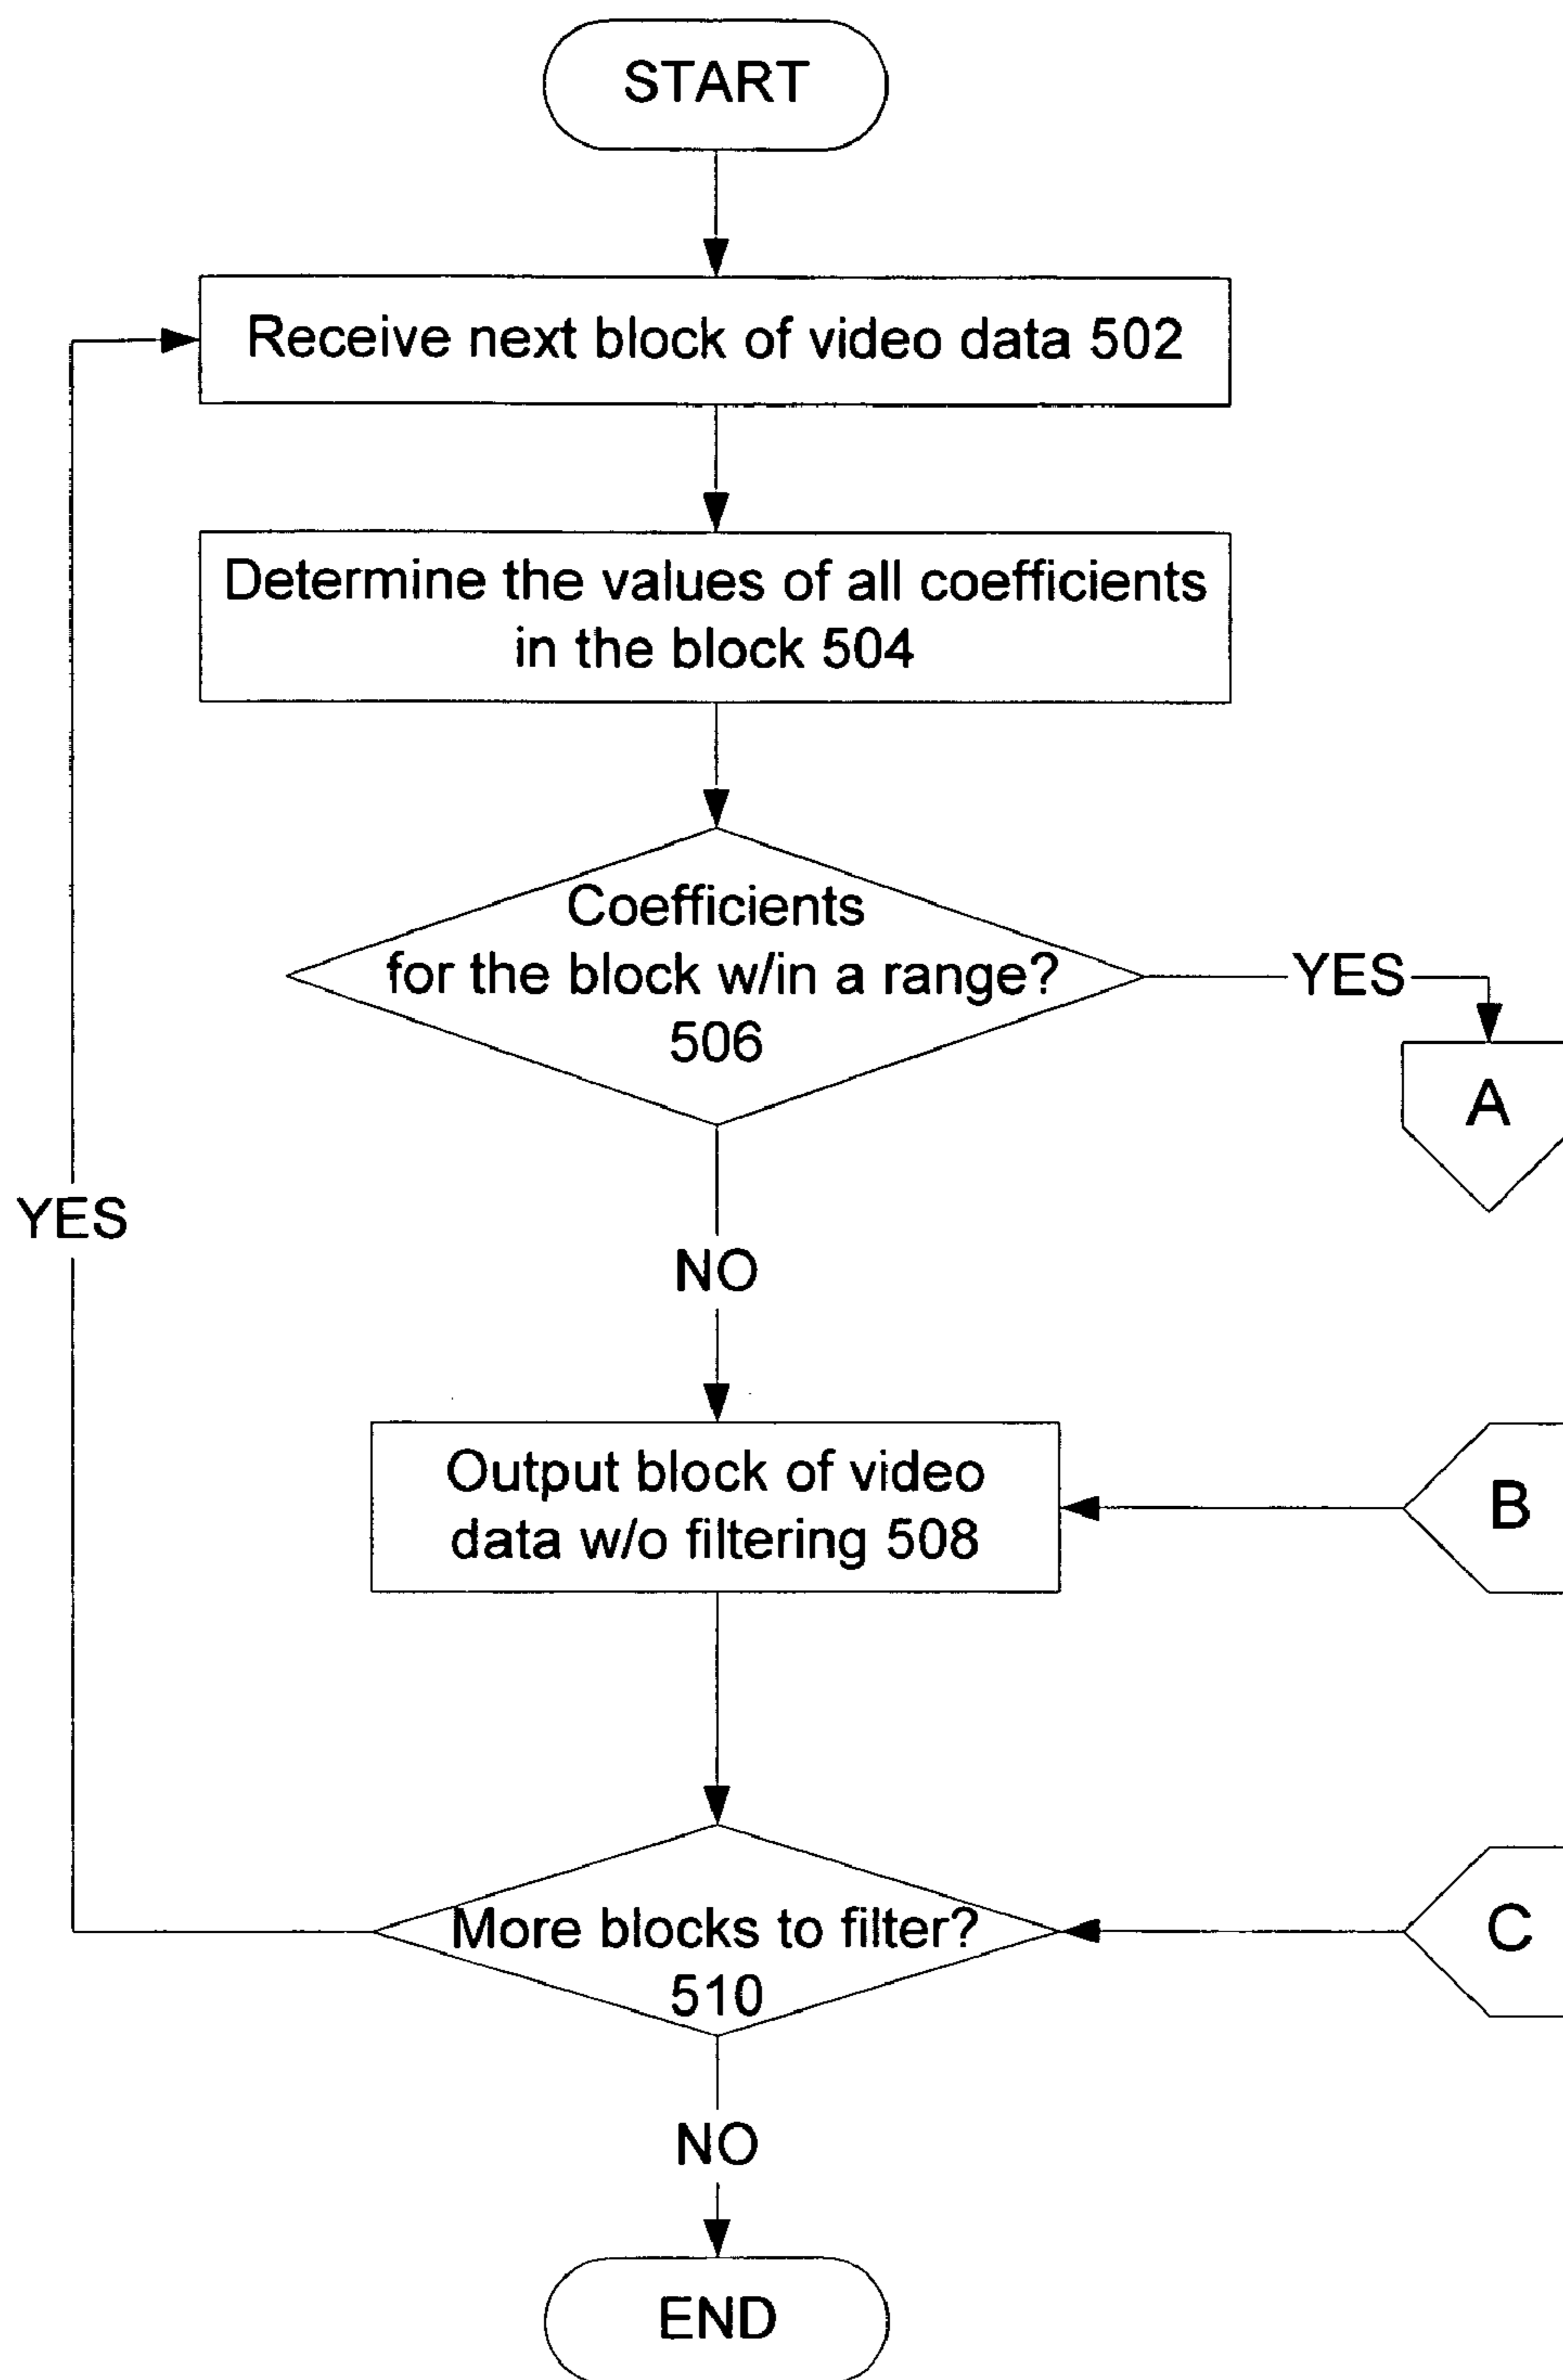 START
Receive next block of video data 502
Determine the values of all coefficients
in the block 504
Coefficients
for the block w/in a range?
506
YES
A
YES
NO
Output block of video
data w/o filtering 508
B
More blocks to filter?
510
C
NO
END